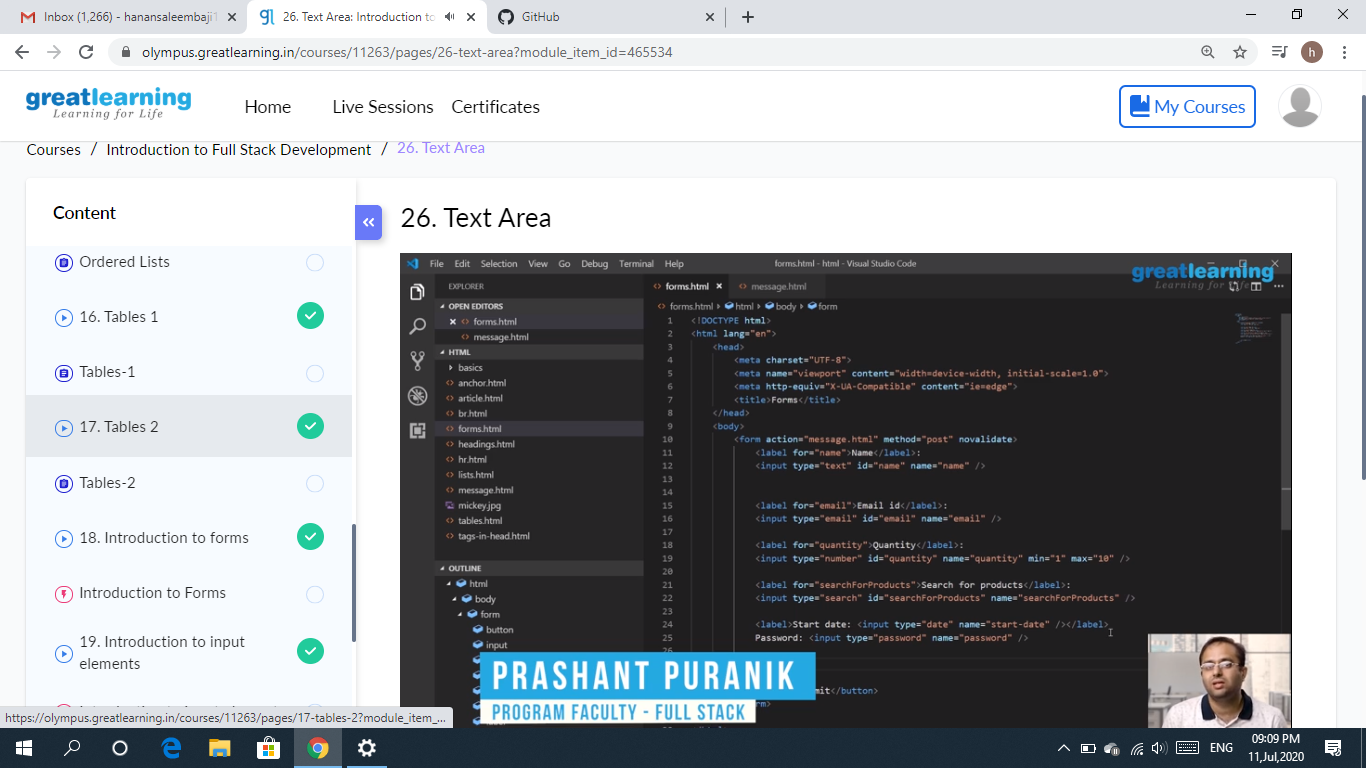 Inbox (1,266) - hanansaleembaji1
26. Text Area: Introduction to
GitHub
olympus.greatlearning.in/courses/11263/pages/26-text-area?module_item_id=465534
h
greatlearning
Learning for Life
Home
Live Sessions
Certificates
My Courses
Courses / Introduction to Full Stack Development / 26. Text Area
Content
Ordered Lists
16. Tables 1
Tables-1
17. Tables 2
Tables-2
18. Introduction to forms
Introduction to Forms
19. Introduction to input
elements
26. Text Area
File Edit Selection View Go Debug Terminal Help
forms.html - html - Visual Studio Code
greatlearning
Learning for Life
EXPLORER
OPEN EDITORS
forms.html
message.html
HTML
basics
anchor.html
article.html
br.html
forms.html
headings.html
hr.html
lists.html
message.html
mickey.jpg
tables.html
tags-in-head.html
OUTLINE
html
body
form
button
input
forms.html
message.html
forms.html › html › body › form
1 <!DOCTYPE html>
2 <html lang="en">
3 <head>
4 <meta charset="UTF-8">
5 <meta name="viewport" content="width=device-width, initial-scale=1.0">
6 <meta http-equiv="X-UA-Compatible" content="ie=edge">
7 <title>Forms</title>
8 </head>
9 <body>
10 <form action="message.html" method="post" novalidate>
11 <label for="name">Name</label>:
12 <input type="text" id="name" name="name" />
13
14
15 <label for="email">Email id</label>:
16 <input type="email" id="email" name="email" />
17
18 <label for="quantity">Quantity</label>:
19 <input type="number" id="quantity" name="quantity" min="1" max="10" />
20
21 <label for="searchForProducts">Search for products</label>:
22 <input type="search" id="searchForProducts" name="searchForProducts" />
23
24 <label>Start date: <input type="date" name="start-date" /></label>
25 Password: <input type="password" name="password" />
26
mit</button>
PRASHANT PURANIK
PROGRAM FACULTY - FULL STACK
https://olympus.greatlearning.in/courses/11263/pages/17-tables-2?module_item_...
ENG
09:09 PM
11,Jul,2020